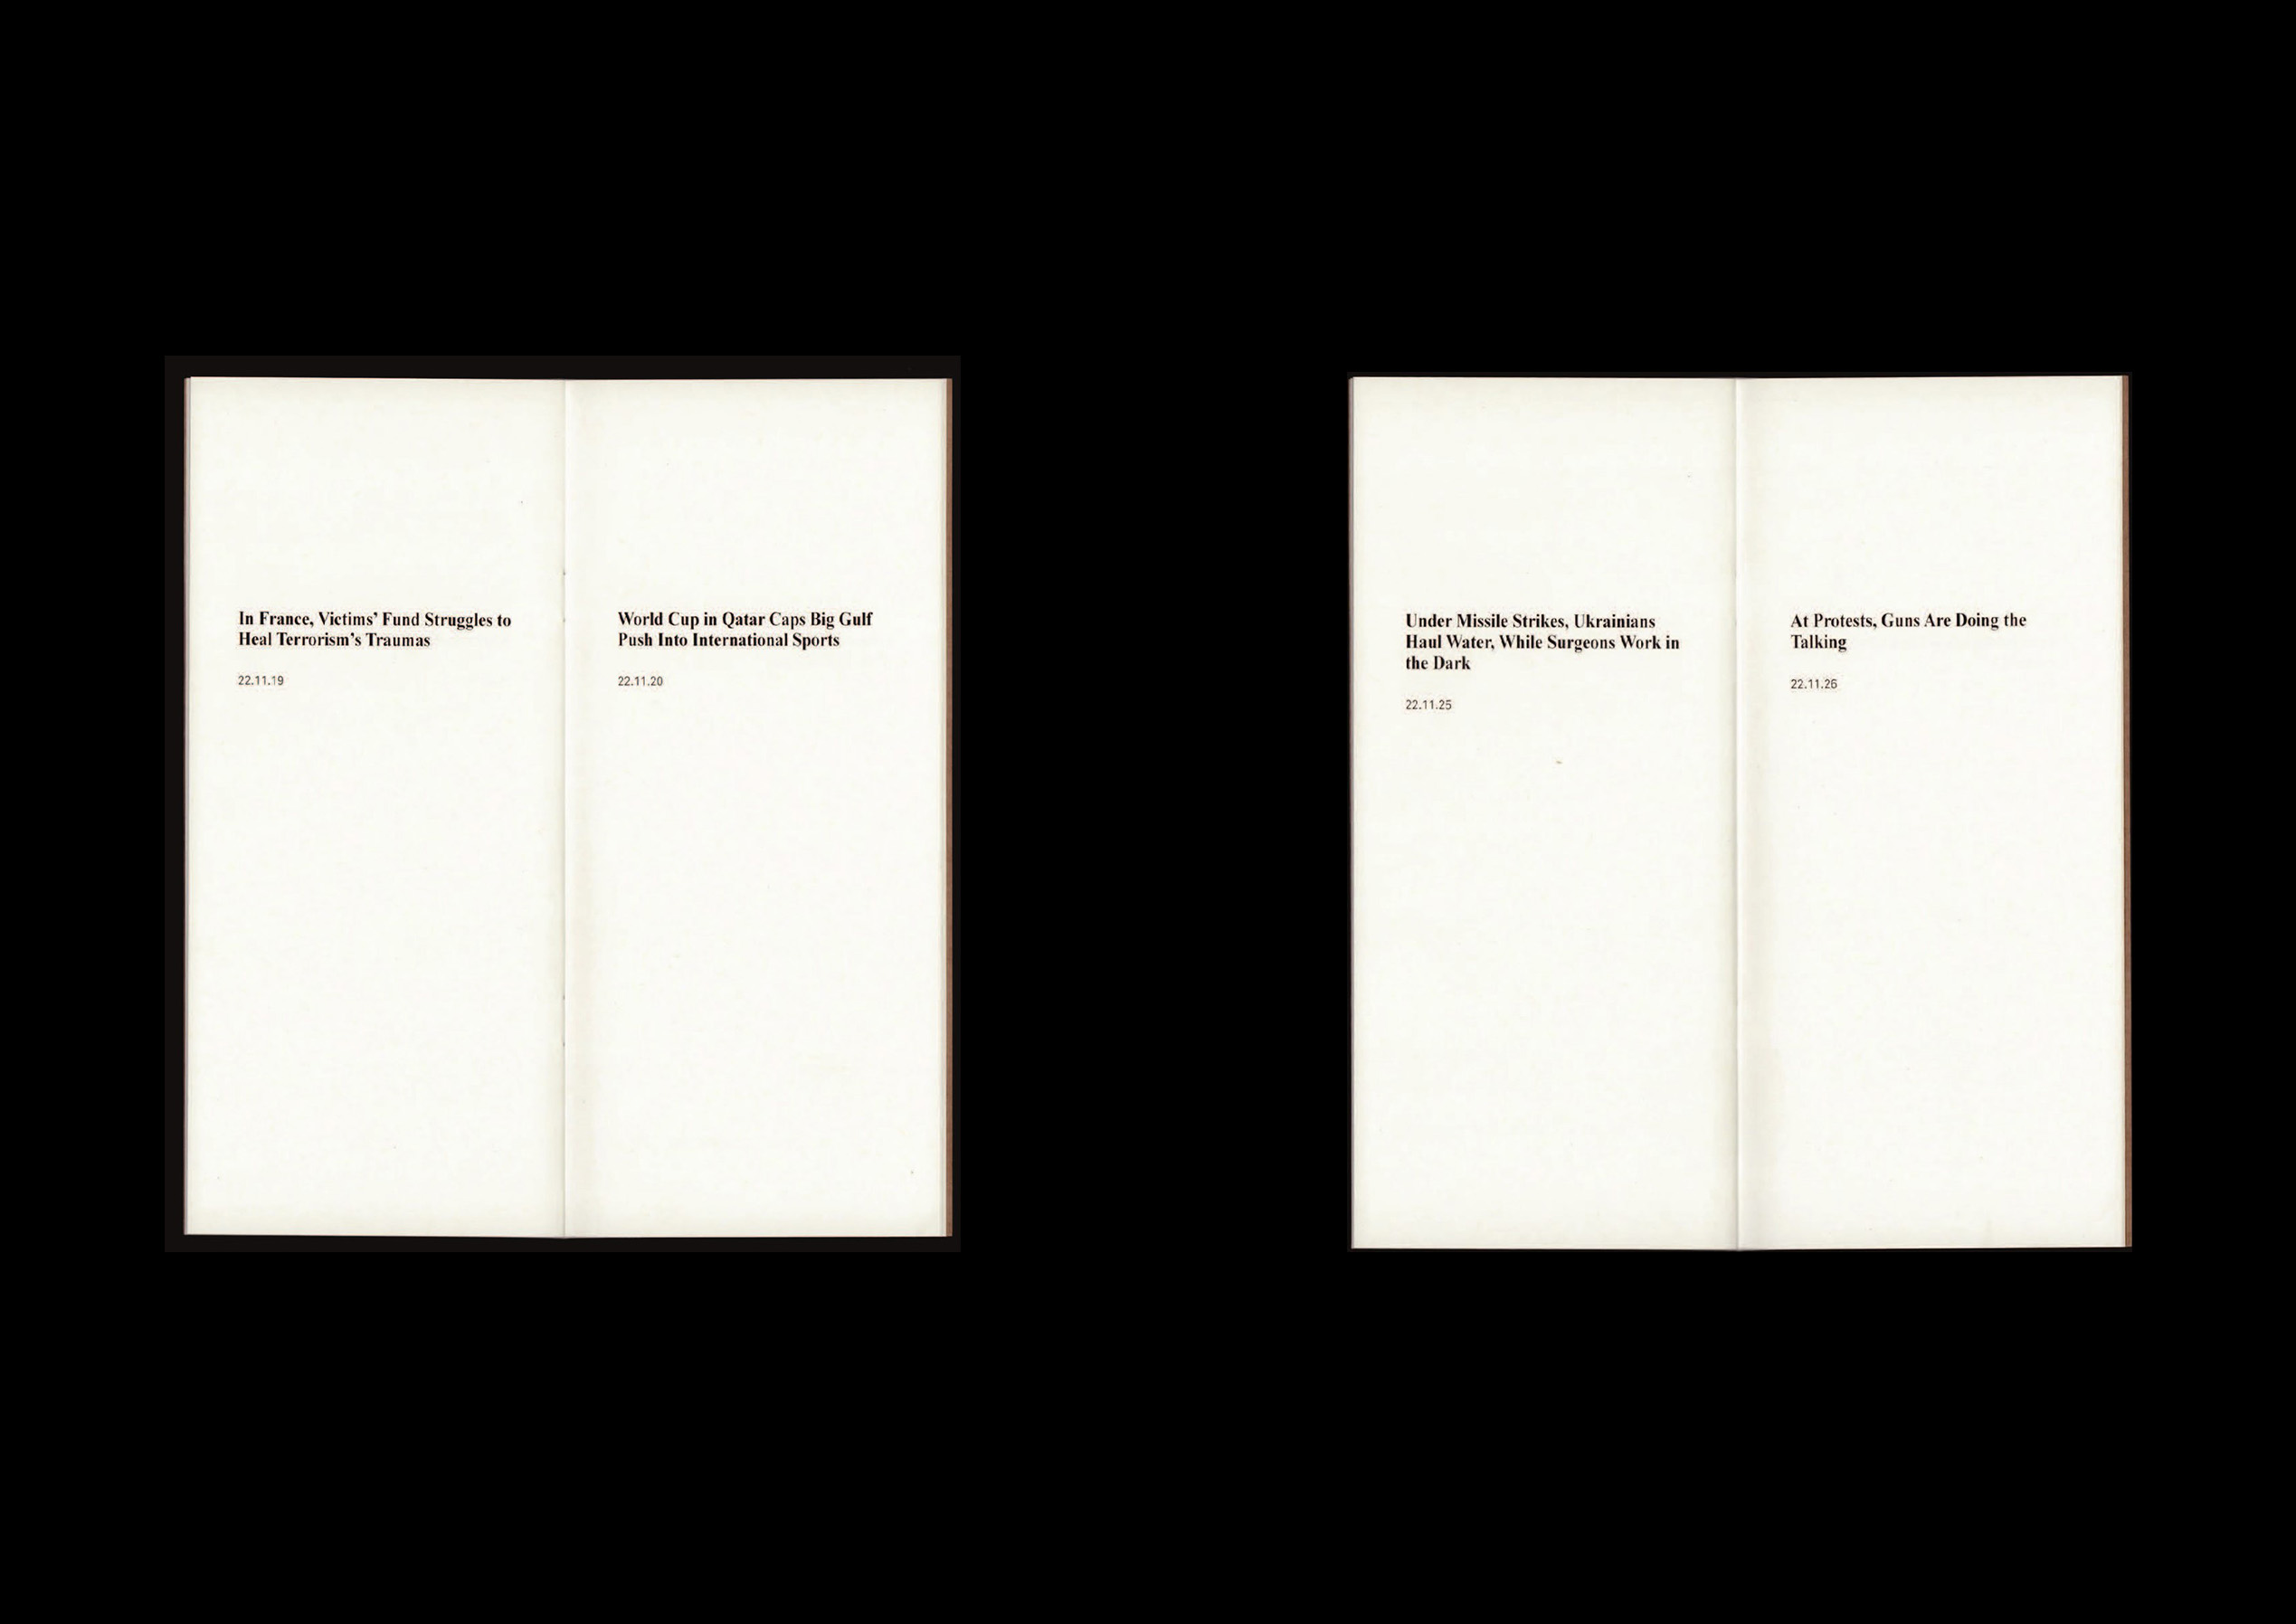 In France, Victims’ Fund Struggles to
Heal Terrorism’s Traumas
22.11.19
World Cup in Qatar Caps Big Gulf
Push Into International Sports
22.11.20
Under Missile Strikes, Ukrainians
Haul Water, While Surgeons Work in
the Dark
22.11.25
At Protests, Guns Are Doing the
Talking
22.11.26